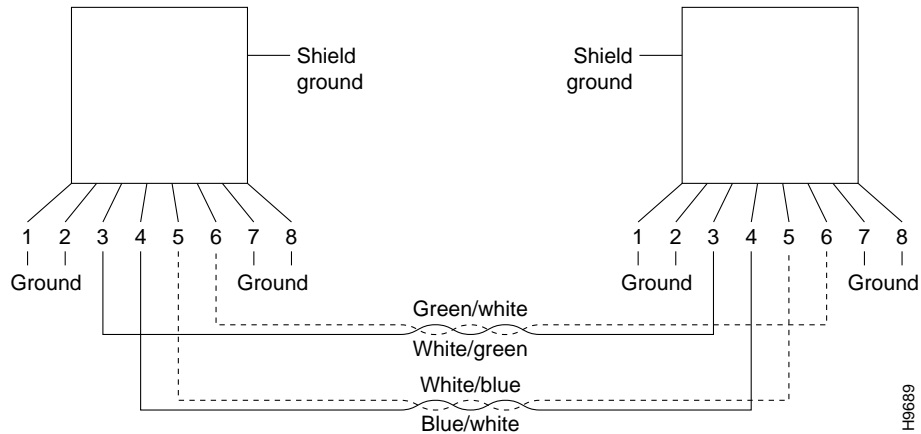 Shield
ground
Shield
ground
1 2 3 4 5 6 7 8
1 2 3 4 5 6 7 8
Ground Ground
Ground Ground
Green/white
White/green
White/blue
Blue/white
H9689